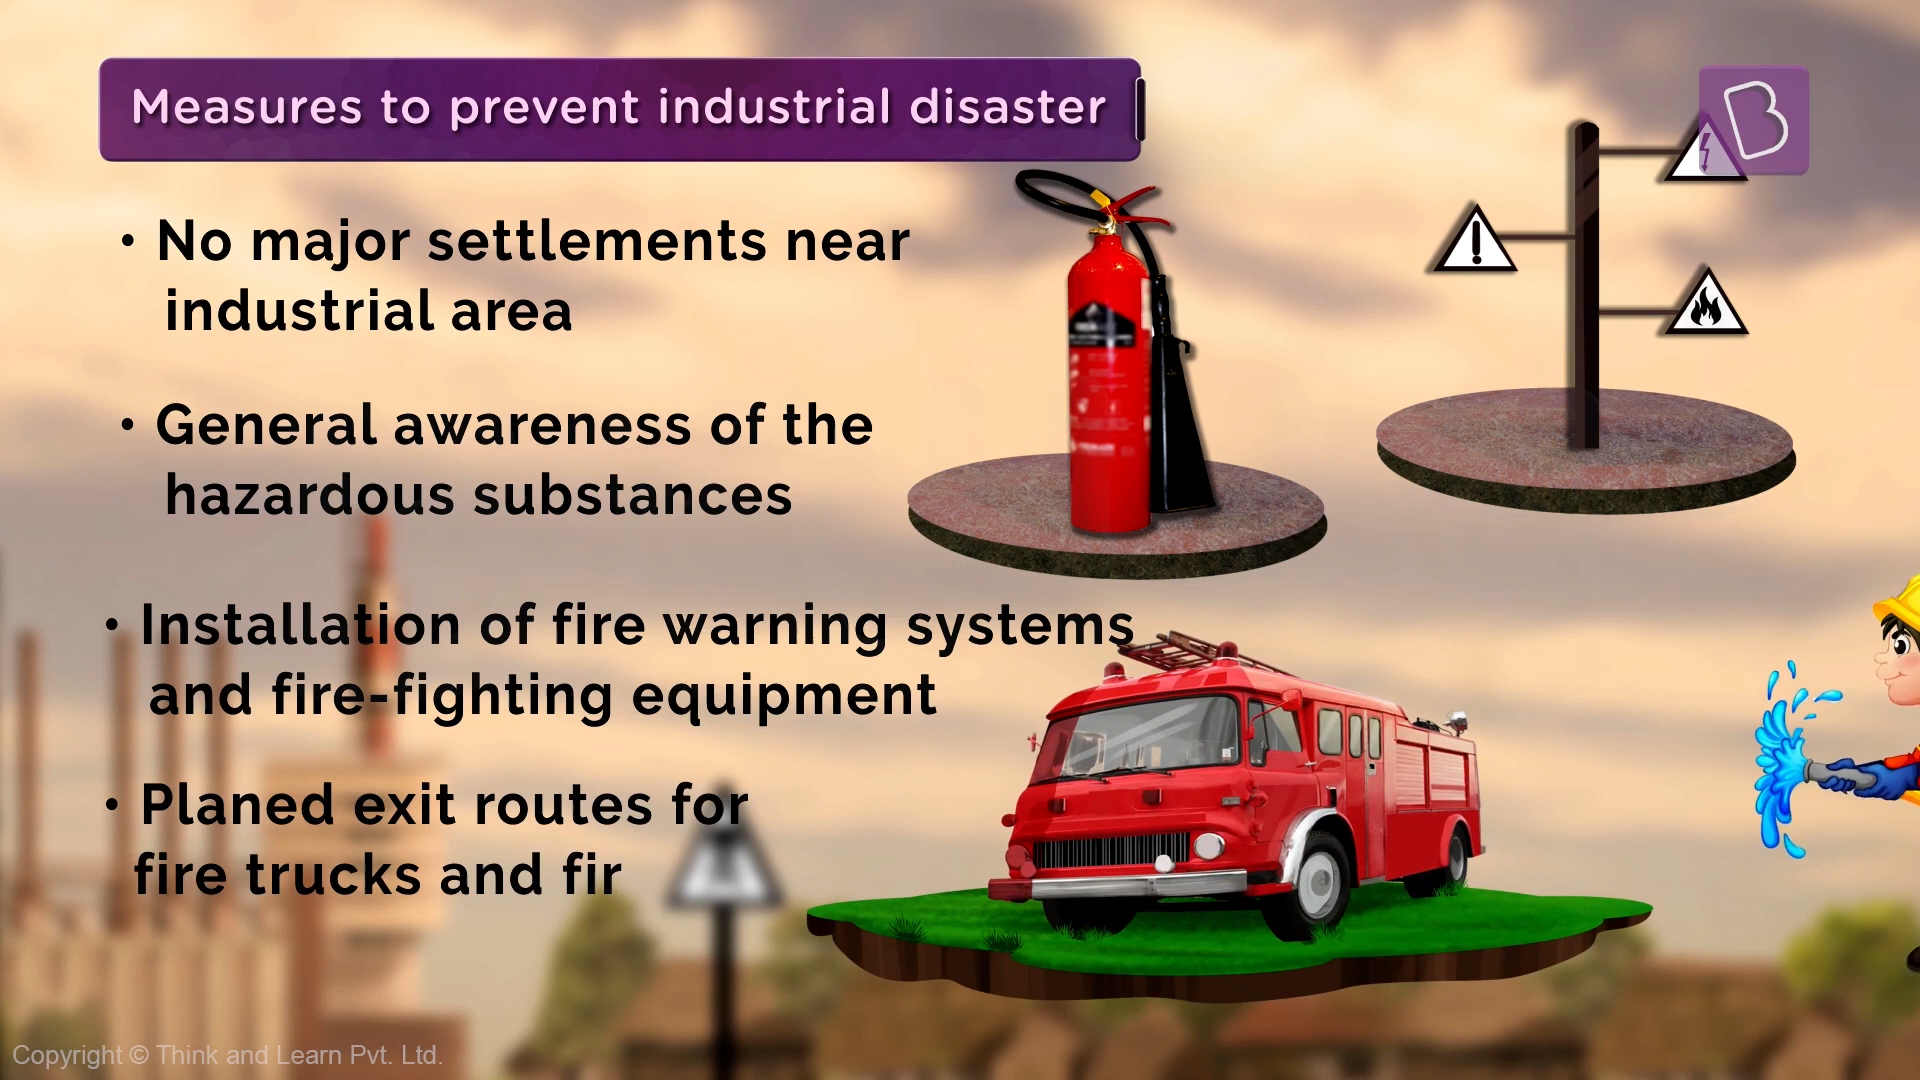 Measures to prevent industrial disaster
• No major settlements near
industrial area
• General awareness of the
hazardous substances
• Installation of fire warning systems
and fire-fighting equipment
• Planed exit routes for
fire trucks and fir
Copyright © Think and Learn Pvt. Ltd.